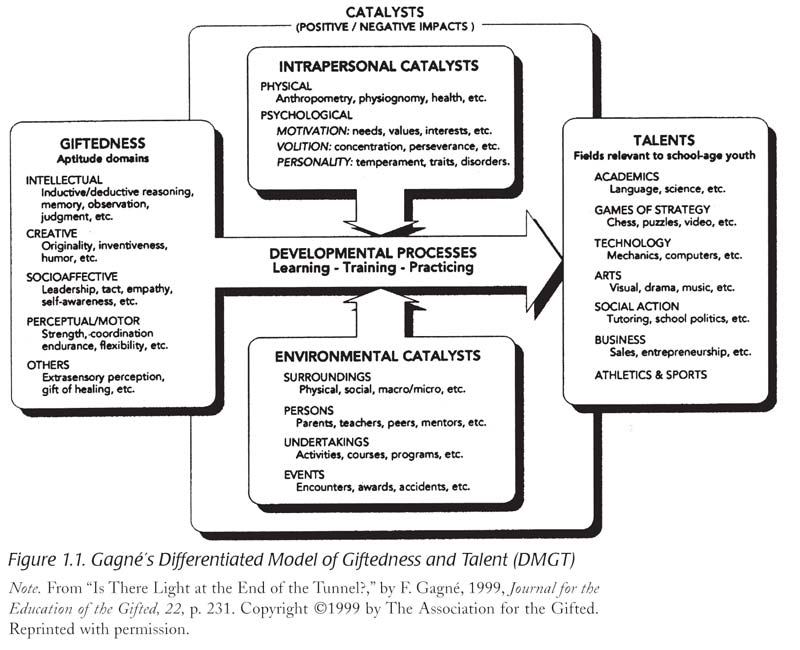 CATALYSTS
(POSITIVE / NEGATIVE IMPACTS )
INTRAPERSONAL CATALYSTS
PHYSICAL
Anthropometry, physiognomy, health, etc.
PSYCHOLOGICAL
MOTIVATION: needs, values, interests, etc.
VOLITION: concentration, perseverance, etc.
PERSONALITY: temperament, traits, disorders.
GIFTEDNESS
Aptitude domains
INTELLECTUAL
Inductive/deductive reasoning,
memory, observation,
judgment, etc.
CREATIVE
Originality, inventiveness,
humor, etc.
SOCIOAFFECTIVE
Leadership, tact, empathy,
self-awareness, etc.
PERCEPTUAL/MOTOR
Strength, coordination
endurance, flexibility, etc.
OTHERS
Extrasensory perception,
gift of healing, etc.
DEVELOPMENTAL PROCESSES
Learning - Training - Practicing
ENVIRONMENTAL CATALYSTS
SURROUNDINGS
Physical, social, macro/micro, etc.
PERSONS
Parents, teachers, peers, mentors, etc.
UNDERTAKINGS
Activities, courses, programs, etc.
EVENTS
Encounters, awards, accidents, etc.
TALENTS
Fields relevant to school-age youth
ACADEMICS
Language, science, etc.
GAMES OF STRATEGY
Chess, puzzles, video, etc.
TECHNOLOGY
Mechanics, computers, etc.
ARTS
Visual, drama, music, etc.
SOCIAL ACTION
Tutoring, school politics, etc.
BUSINESS
Sales, entrepreneurship, etc.
ATHLETICS & SPORTS
Figure 1.1. Gagné's Differentiated Model of Giftedness and Talent (DMGT)
Note. From “Is There Light at the End of the Tunnel?,” by F. Gagné, 1999, Journal for the
Education of the Gifted, 22, p. 231. Copyright ©1999 by The Association for the Gifted.
Reprinted with permission.